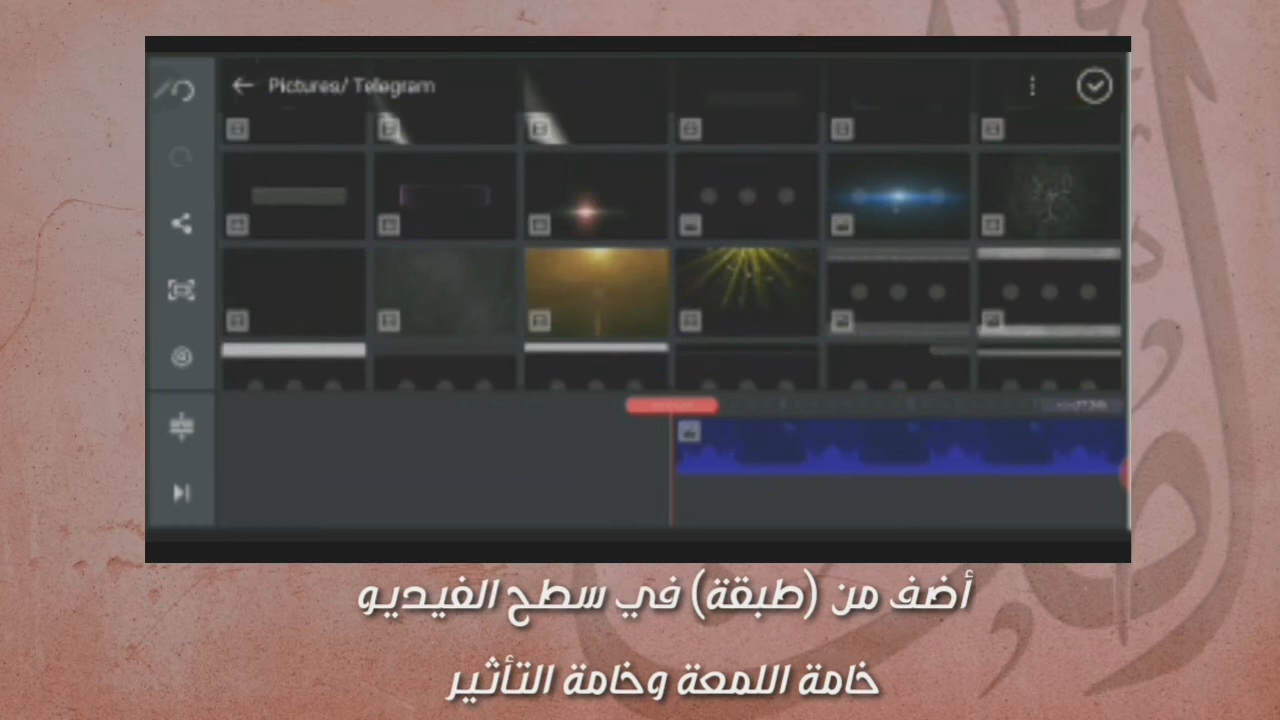 Pictures/ Telegram
أضف من (طبقة) في سطح الفيديو
خامة اللمعة وخامة التأثير